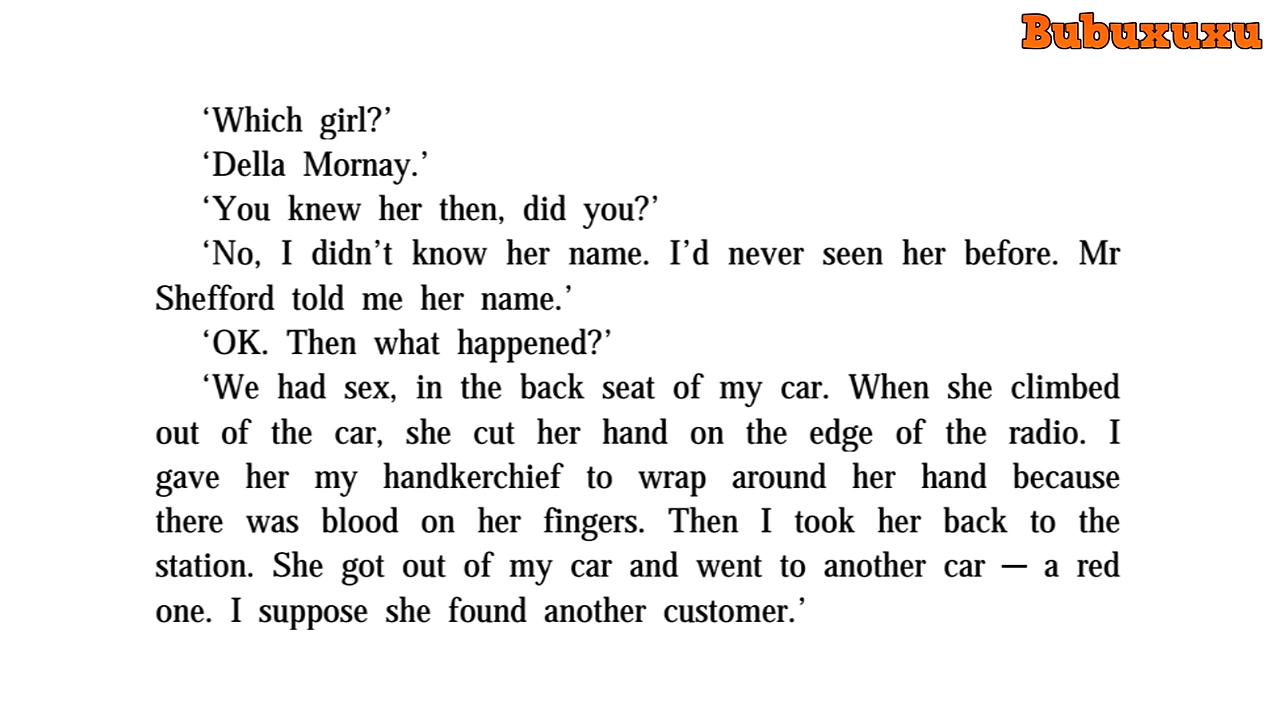 Bubuxuxu
‘Which girl?’
‘Della Mornay.’
‘You knew her then, did you?’
‘No, I didn’t know her name. I’d never seen her before. Mr
Shefford told me her name.’
‘OK. Then what happened?’
‘We had sex, in the back seat of my car. When she climbed
out of the car, she cut her hand on the edge of the radio. I
gave her my handkerchief to wrap around her hand because
there was blood on her fingers. Then I took her back to the
station. She got out of my car and went to another car — a red
one. I suppose she found another customer.’